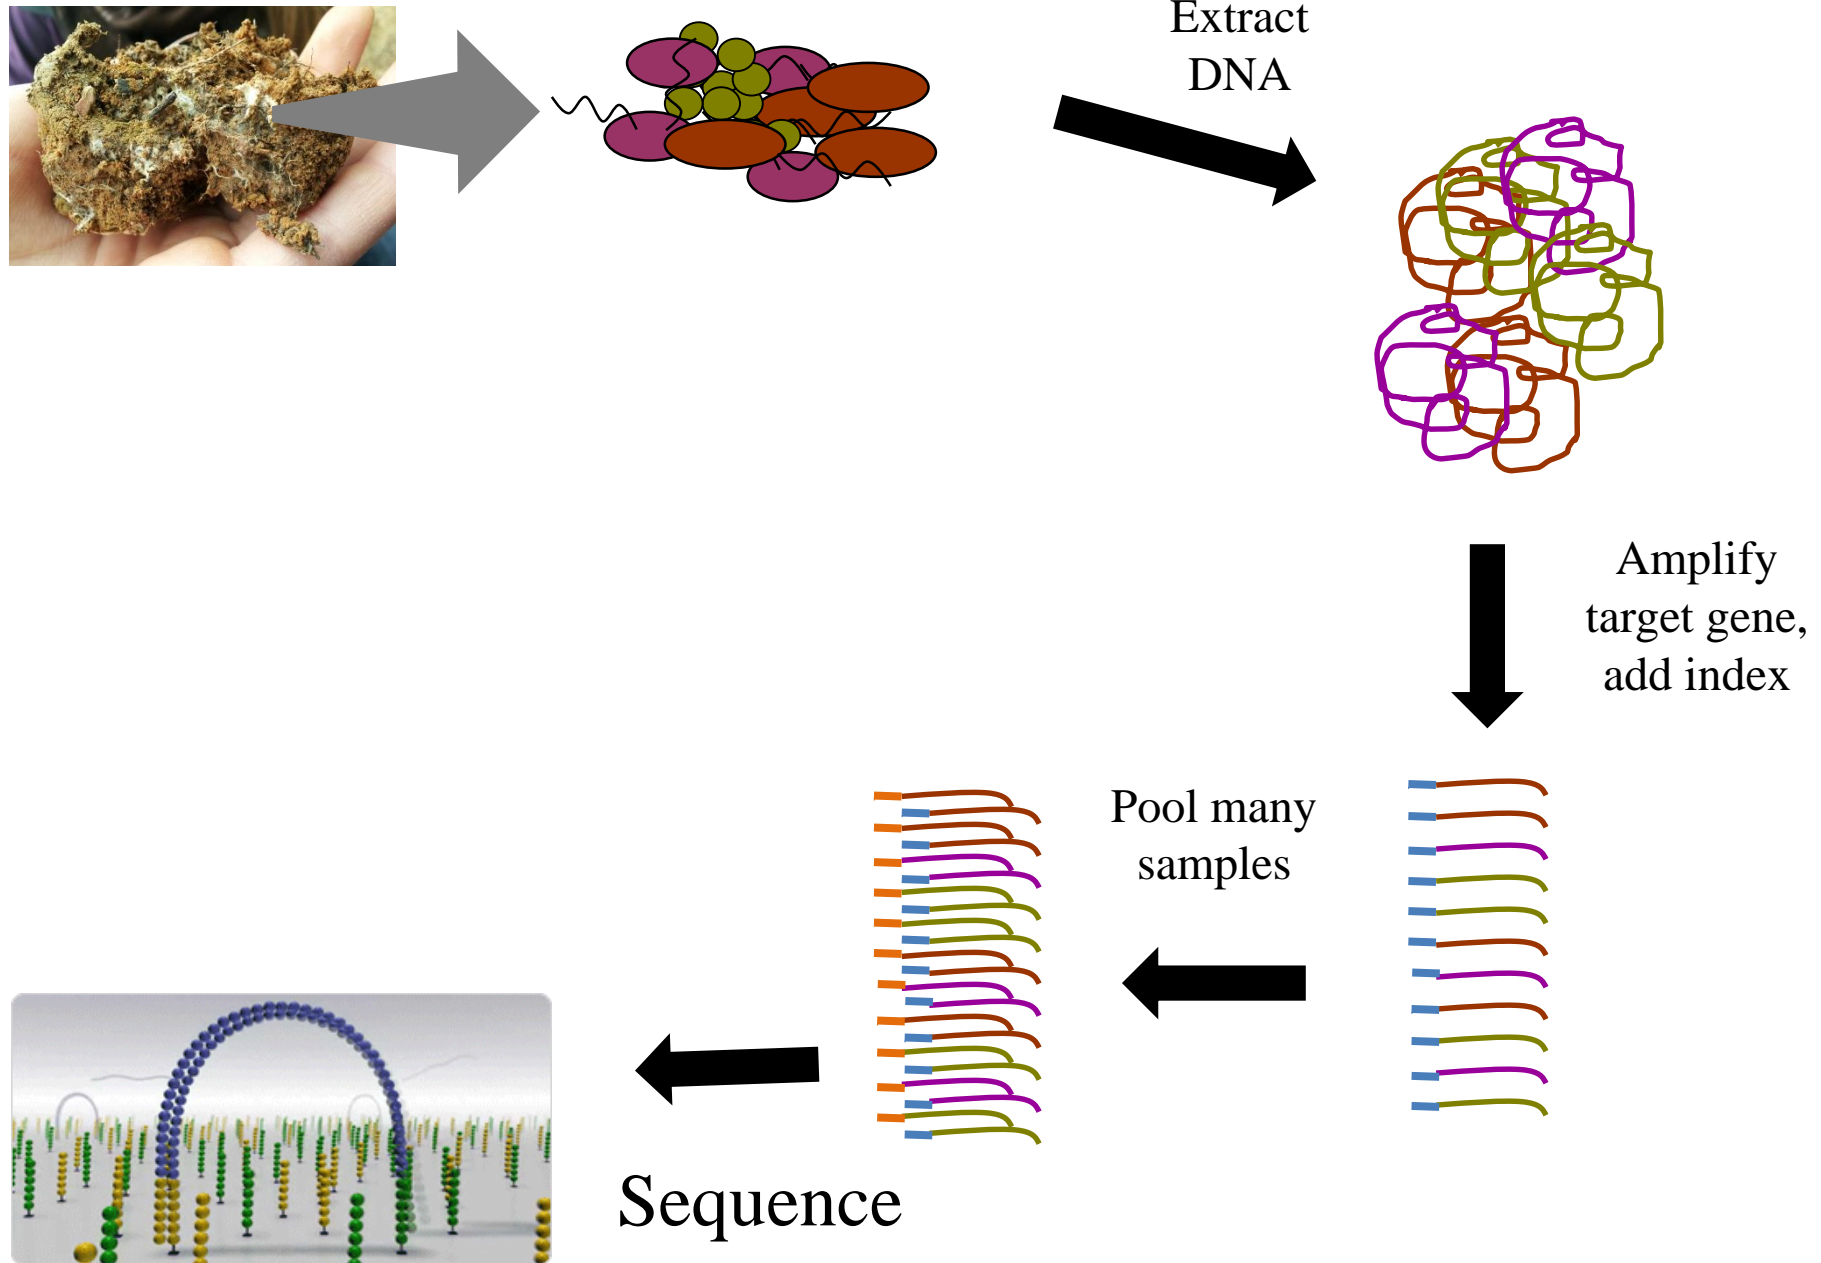 Extract
DNA
Amplify
target gene,
add index
Pool many
samples
Sequence